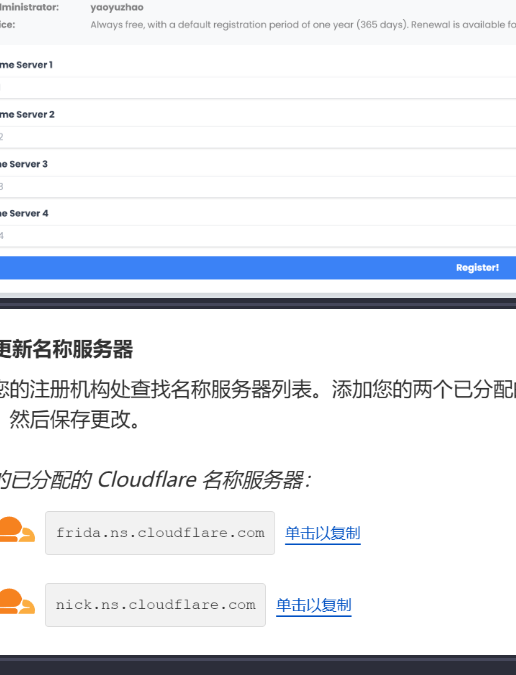 dministrator: yaoyuzhao
ice: Always free, with a default registration period of one year (365 days). Renewal is available fo
me Server 1
me Server 2
2
e Server 3
3
e Server 4
4
Register!
更新名称服务器
您的注册机构处查找名称服务器列表。添加您的两个已分配的
然后保存更改。
的已分配的 Cloudflare 名称服务器:
frida.ns.cloudflare.com 单击以复制
nick.ns.cloudflare.com 单击以复制